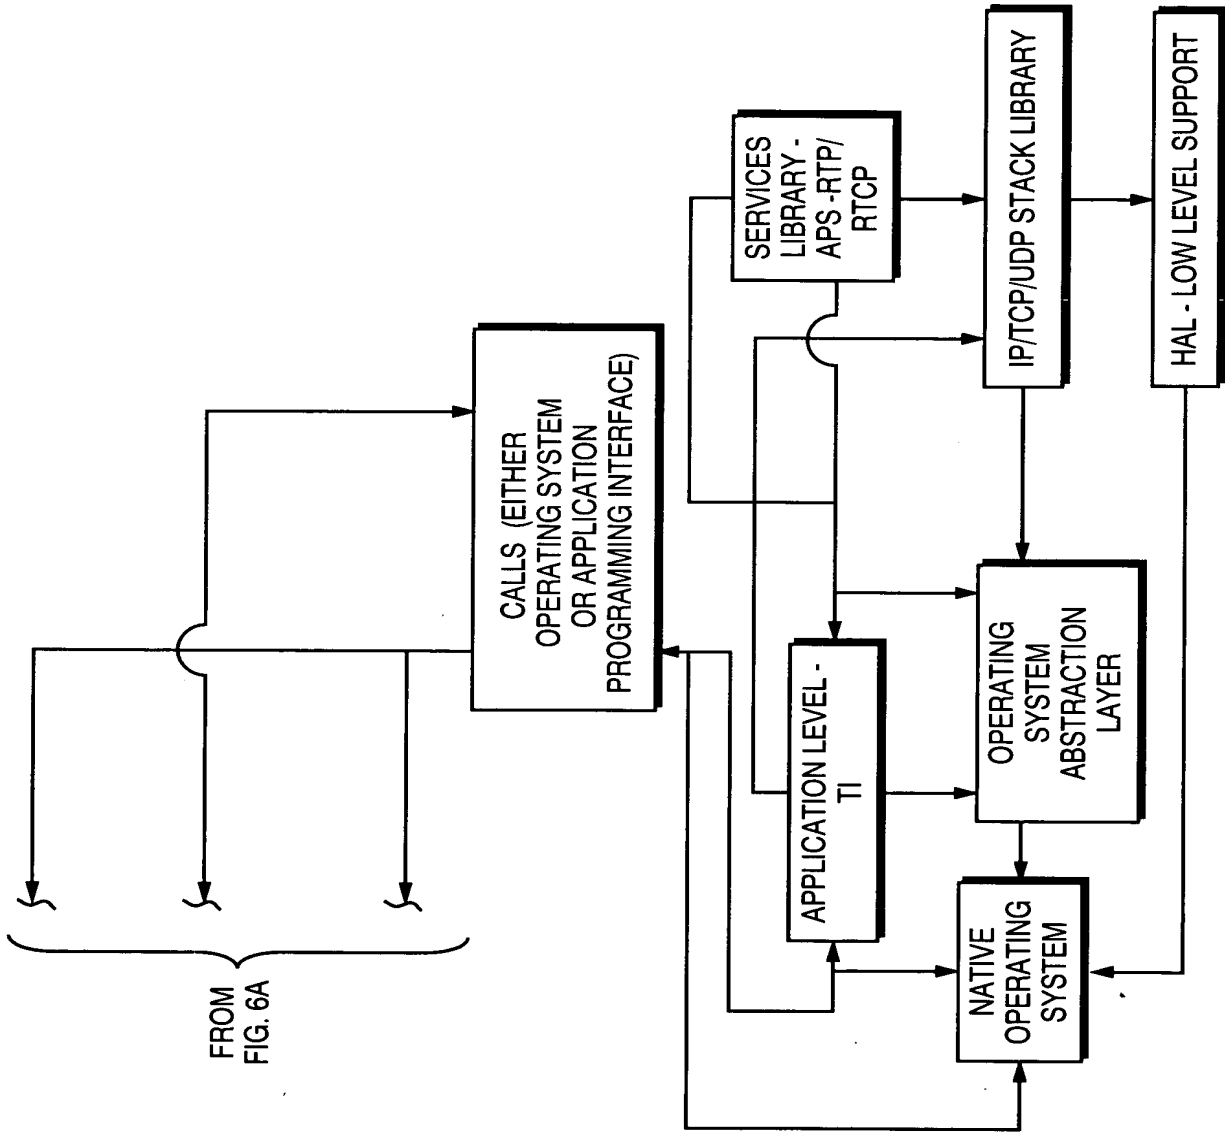 FROM
FIG. 6A
CALLS (EITHER
OPERATING SYSTEM
OR APPLICATION
PROGRAMMING INTERFACE)
SERVICES
LIBRARY -
APS -RTP/
RTCP
APPLICATION LEVEL -
TI
IP/TCP/UDP STACK LIBRARY
OPERATING
SYSTEM
ABSTRACTION
LAYER
NATIVE
OPERATING
SYSTEM
HAL - LOW LEVEL SUPPORT